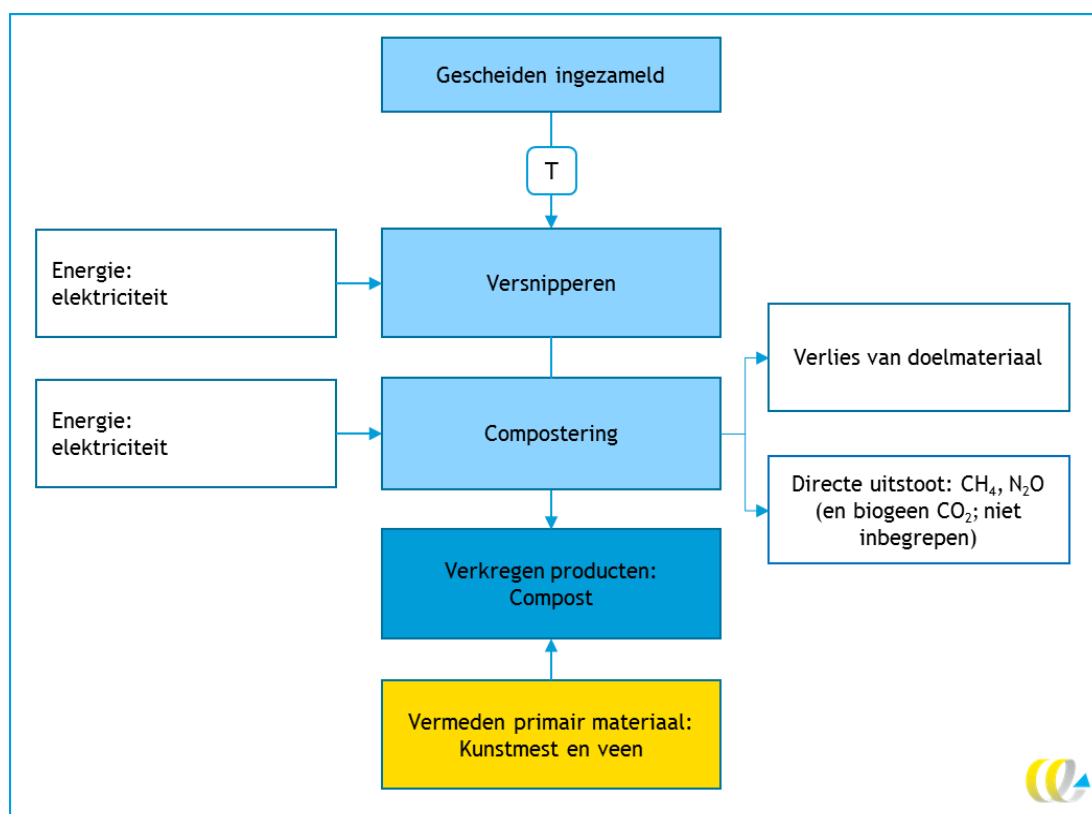 Gescheiden ingezameld
T
Energie:
elektriciteit
Versnipperen
Verlies van doelmateriaal
Energie:
elektriciteit
Compostering
Directe uitstoot: CH₄, N₂O
(en biogeen CO₂; niet
inbegrepen)
Verkregen producten:
Compost
Vermeden primair materiaal:
Kunstmest en veen